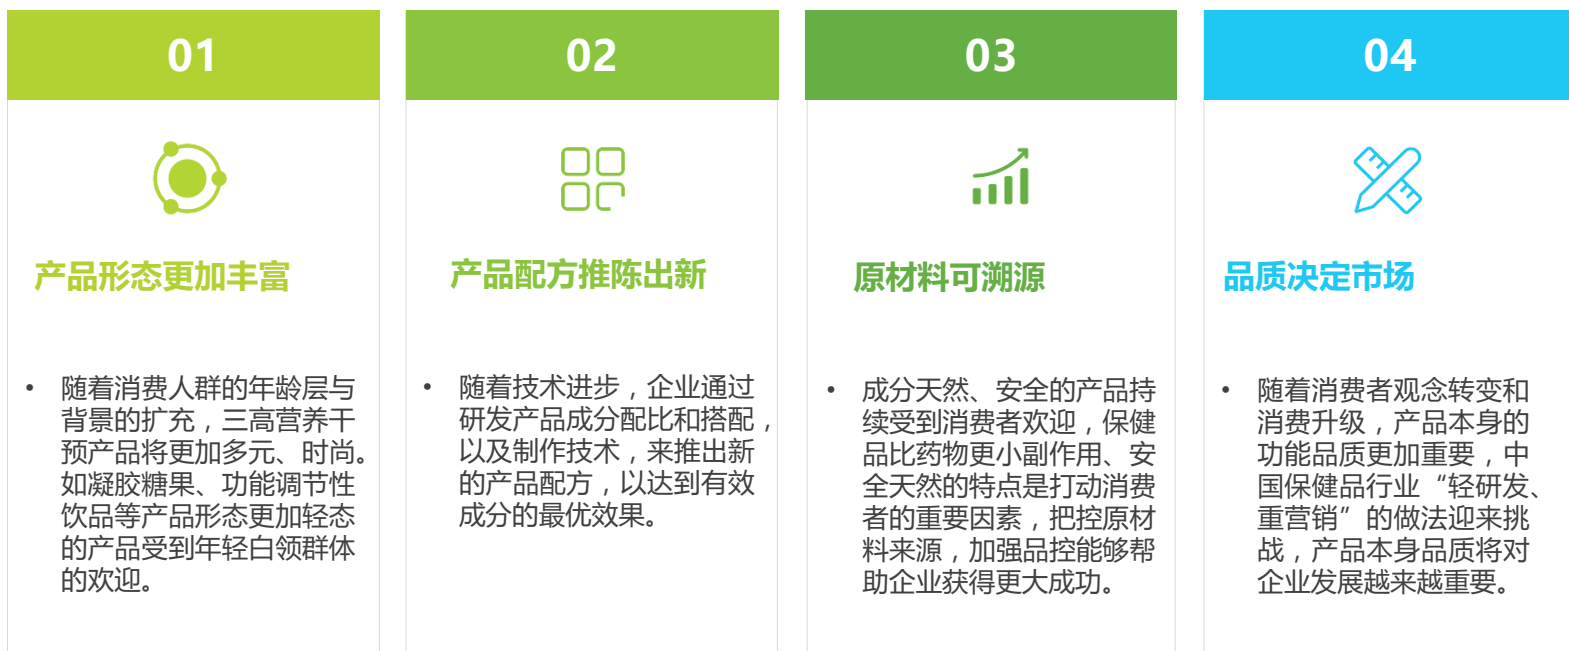 01
产品形态更加丰富
• 随着消费人群的年龄层与
背景的扩充，三高营养干
预产品将更加多元、时尚。
如凝胶糖果、功能调节性
饮品等产品形态更加轻态
的产品受到年轻白领群体
的欢迎。
02
产品配方推陈出新
• 随着技术进步，企业通过
研发产品成分配比和搭配，
以及制作技术，来推出新
的产品配方，以达到有效
成分的最优效果。
03
原材料可溯源
• 成分天然、安全的产品持
续受到消费者欢迎，保健
品比药物更小副作用、安
全天然的特点是打动消费
者的重要因素，把控原材
料来源，加强品控能够帮
助企业获得更大成功。
04
品质决定市场
• 随着消费者观念转变和
消费升级，产品本身的
功能品质更加重要，中
国保健品行业“轻研发、
重营销”的做法迎来挑
战，产品本身品质将对
企业发展越来越重要。